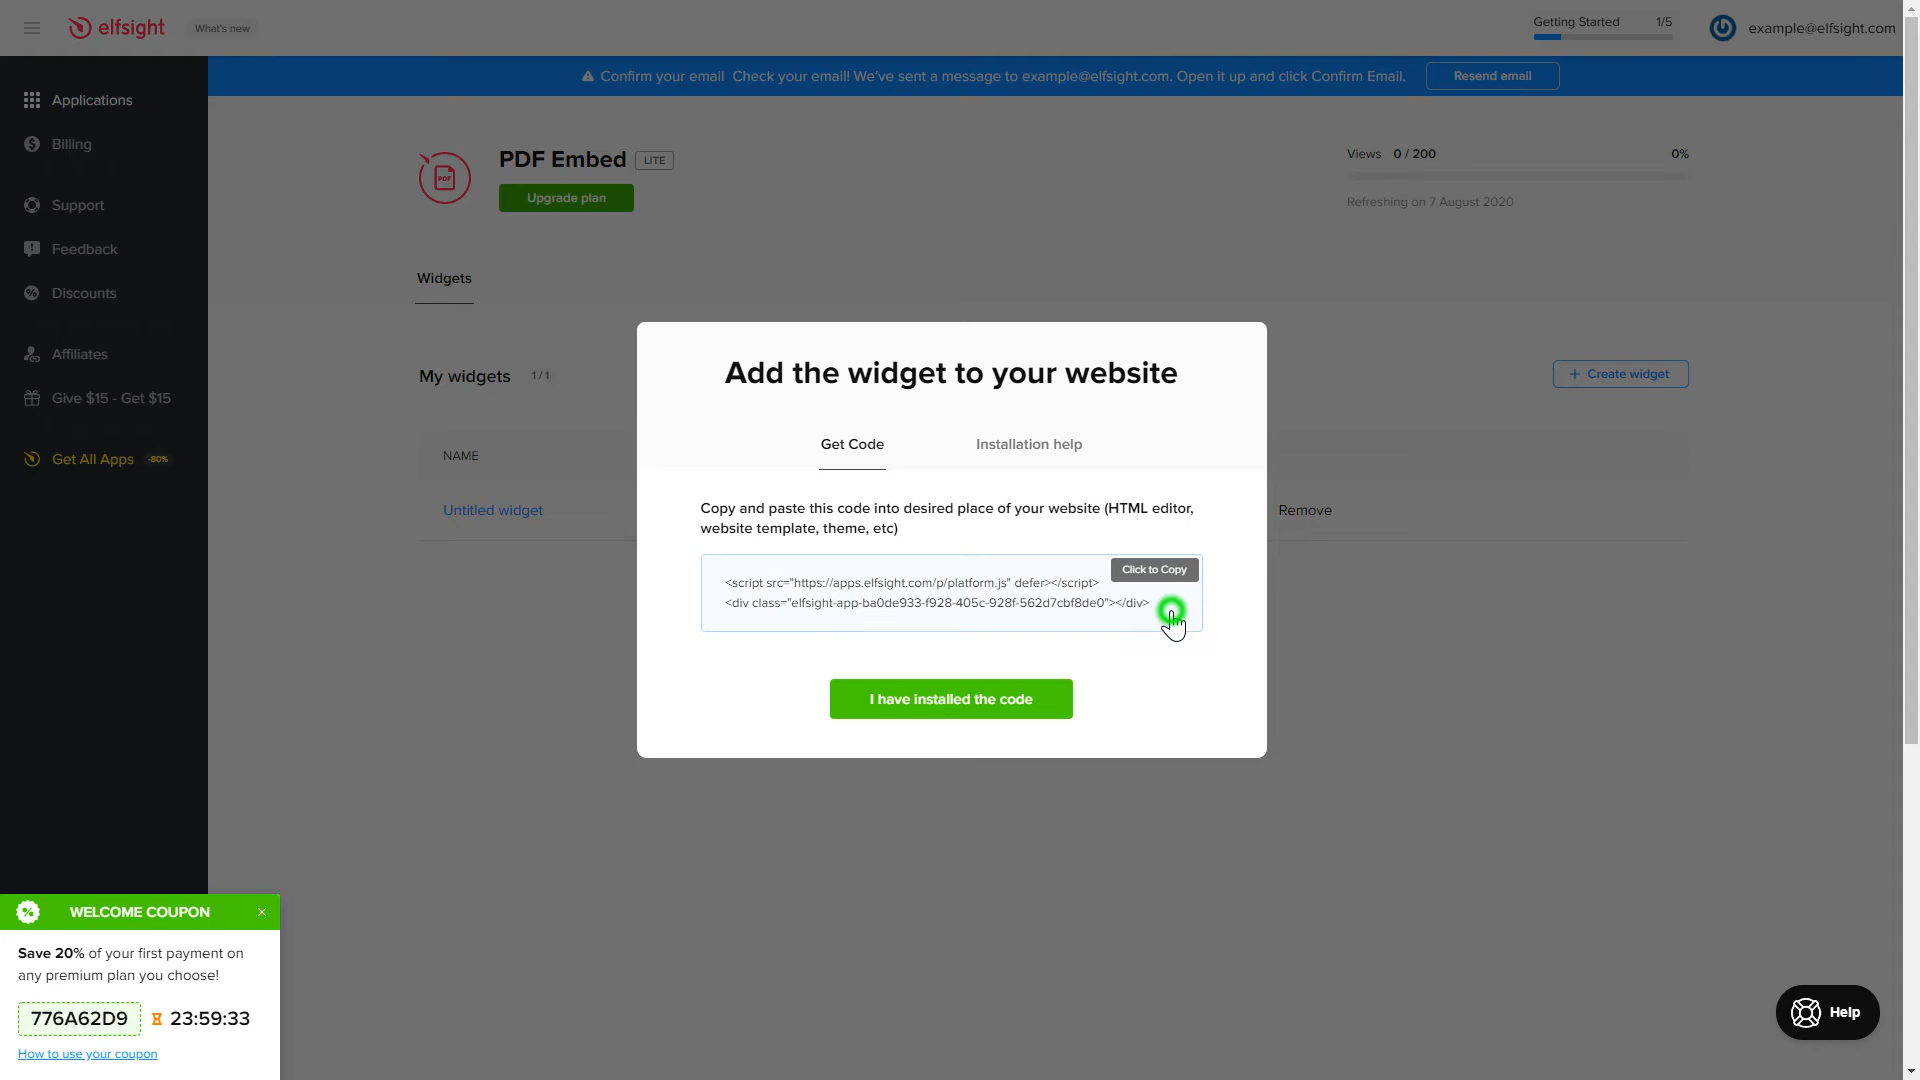 elfsight
What's new
Getting Started 1/5
example@elfsight.com
Confirm your email Check your email! We've sent a message to example@elfsight.com. Open it up and click Confirm Email.
Resend email
Applications
Billing
Support
Feedback
Discounts
Affiliates
Give $15 - Get $15
Get All Apps -80%
PDF
PDF Embed LITE
Upgrade plan
Views 0 / 200 0%
Refreshing on 7 August 2020
Widgets
My widgets 1 / 1
+ Create widget
NAME
Untitled widget
Remove
Add the widget to your website
Get Code Installation help
Copy and paste this code into desired place of your website (HTML editor,
website template, theme, etc)
Click to Copy
<script src="https://apps.elfsight.com/p/platform.js" defer></script>
<div class="elfsight-app-ba0de933-f928-405c-928f-562d7cbf8de0"></div>
I have installed the code
WELCOME COUPON
Save 20% of your first payment on
any premium plan you choose!
776A62D9 23:59:33
How to use your coupon
Help